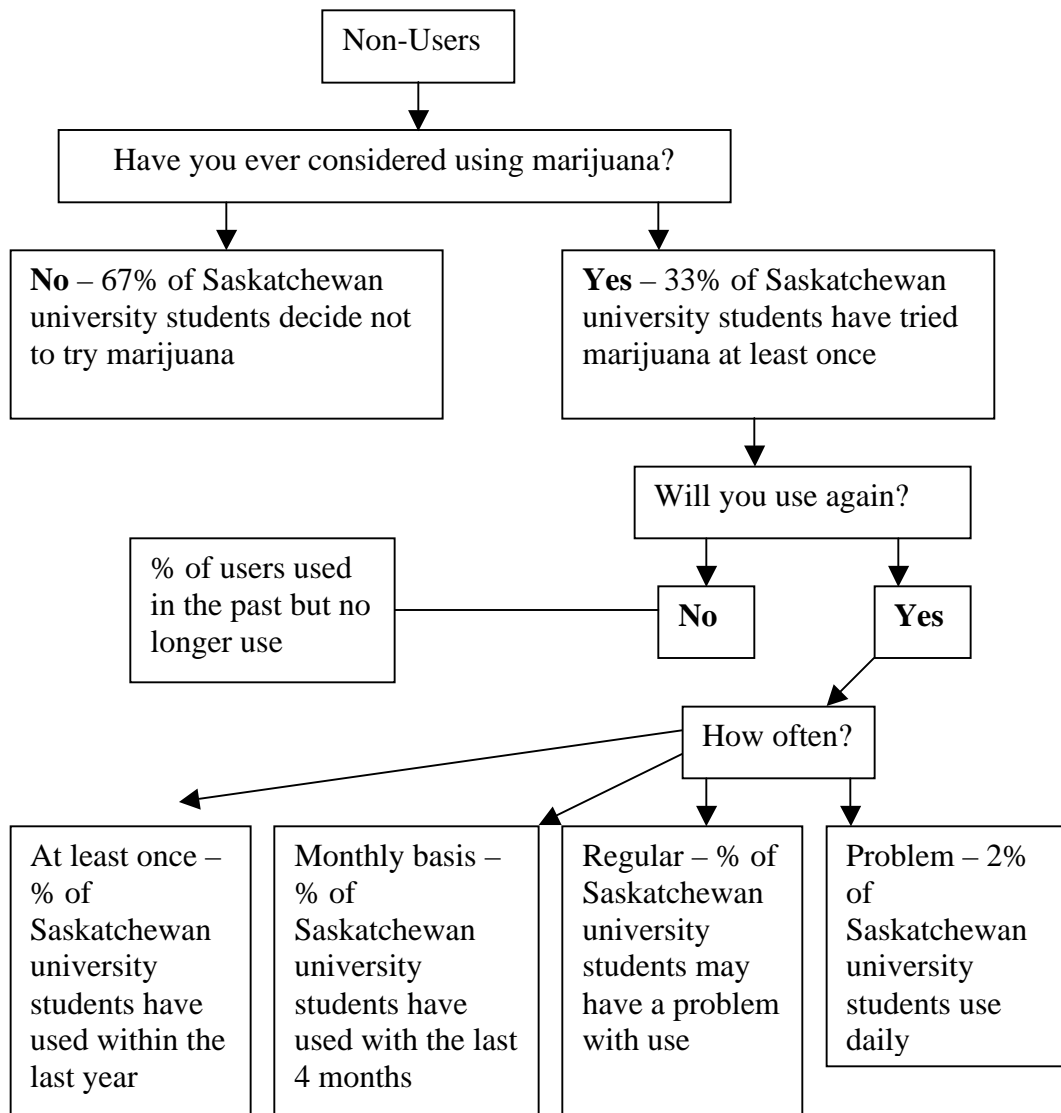 Non-Users
Have you ever considered using marijuana?
No – 67% of Saskatchewan
university students decide not
to try marijuana
Yes – 33% of Saskatchewan
university students have tried
marijuana at least once
Will you use again?
% of users used
in the past but no
longer use
No
Yes
How often?
At least once –
% of
Saskatchewan
university
students have
used within the
last year
Monthly basis –
% of
Saskatchewan
university
students have
used with the last
4 months
Regular – % of
Saskatchewan
university
students may
have a problem
with use
Problem – 2%
of
Saskatchewan
university
students use
daily